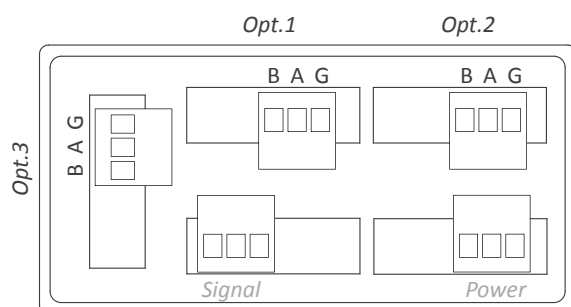 Opt.1
Opt.2
B A G
B A G
Opt.3
B A G
Signal
Power